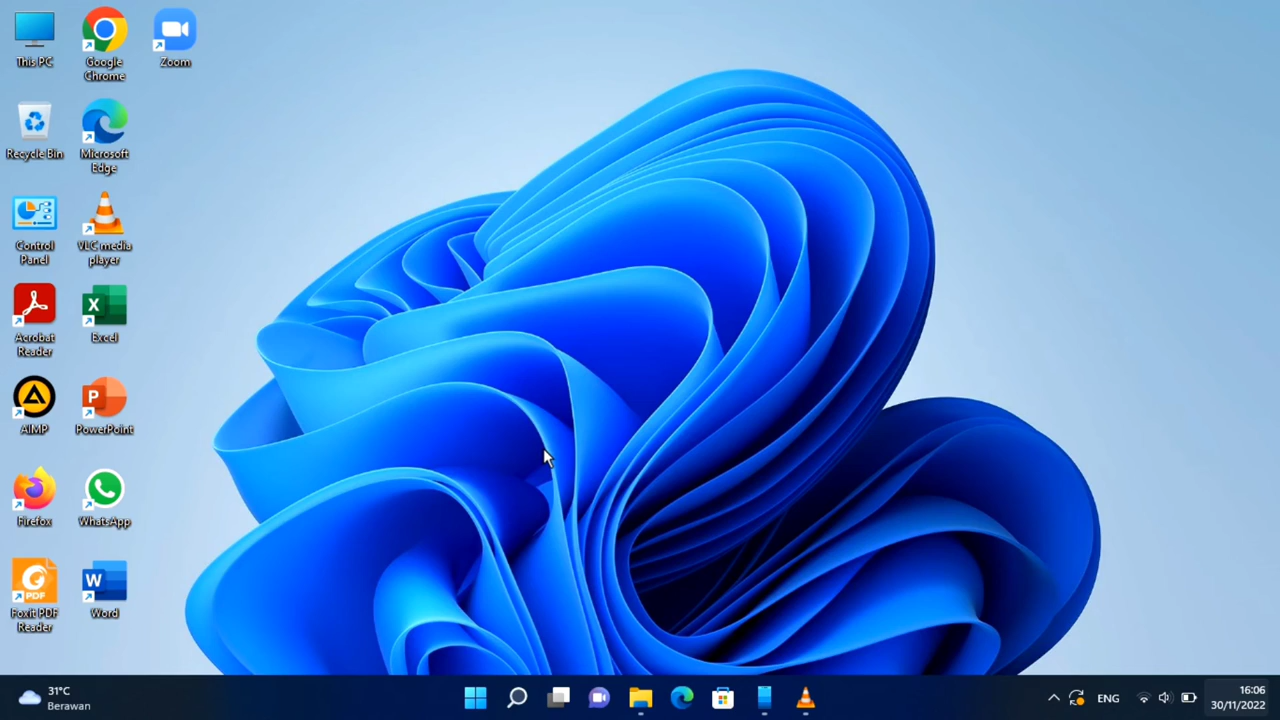 This PC
Google
Chrome
Zoom
Recycle Bin
Microsoft
Edge
Control
Panel
VLC media
player
Acrobat
Reader
Excel
AIMP
PowerPoint
Firefox
WhatsApp
Foxit PDF
Reader
Word
X
P
PDF
W
31°C
Berawan
ENG
16:06
30/11/2022